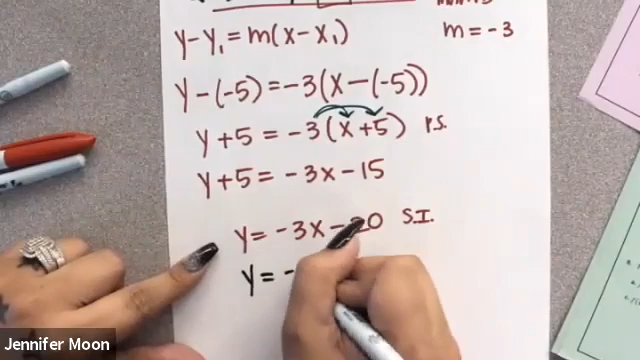 y-y₁=m(x-x₁) m=-3
y-(-5)=-3(x-(-5))
y+5=-3(x+5) P.S.
y+5=-3x-15
y=-3x-20 S.I.
y=-
Jennifer Moon